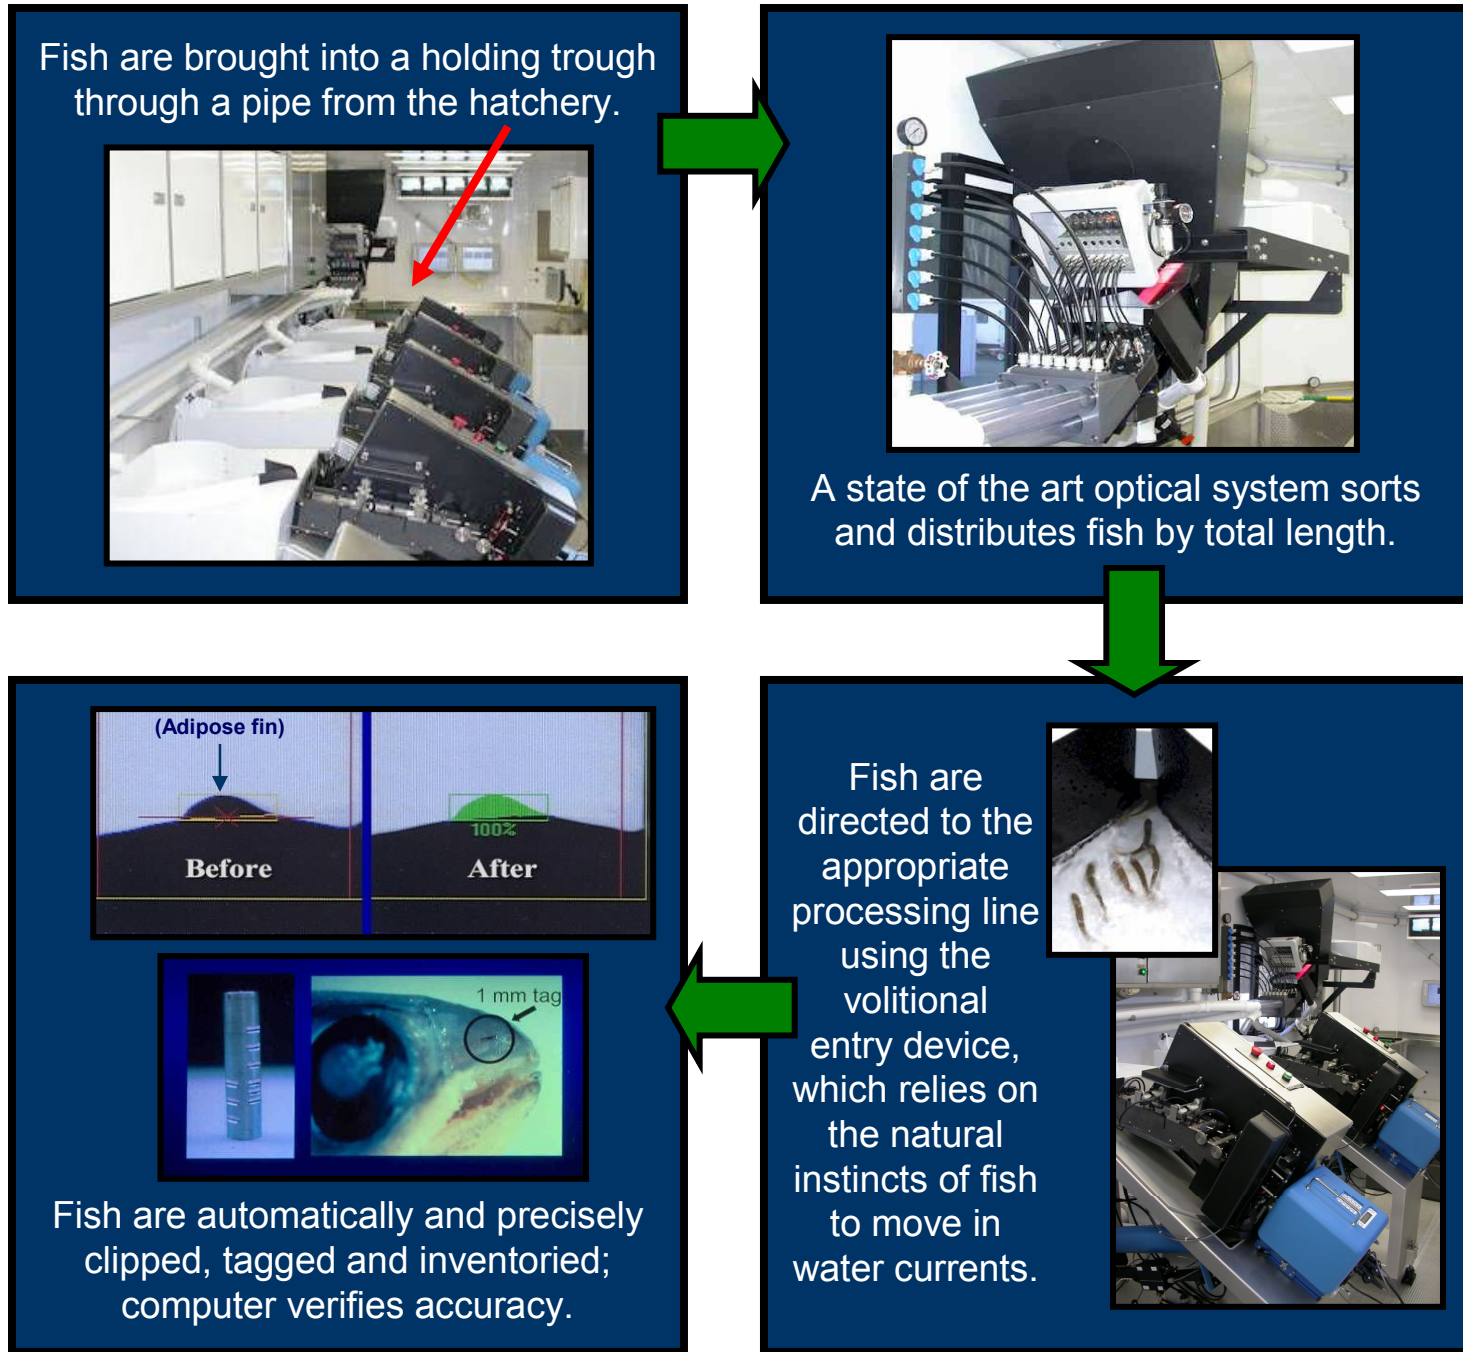 Fish are brought into a holding trough
through a pipe from the hatchery.
A state of the art optical system sorts
and distributes fish by total length.
Fish are
directed to the
appropriate
processing line
using the
volitional
entry device,
which relies on
the natural
instincts of fish
to move in
water currents.
(Adipose fin)
100%
Before
After
1 mm tag
Fish are automatically and precisely
clipped, tagged and inventoried;
computer verifies accuracy.